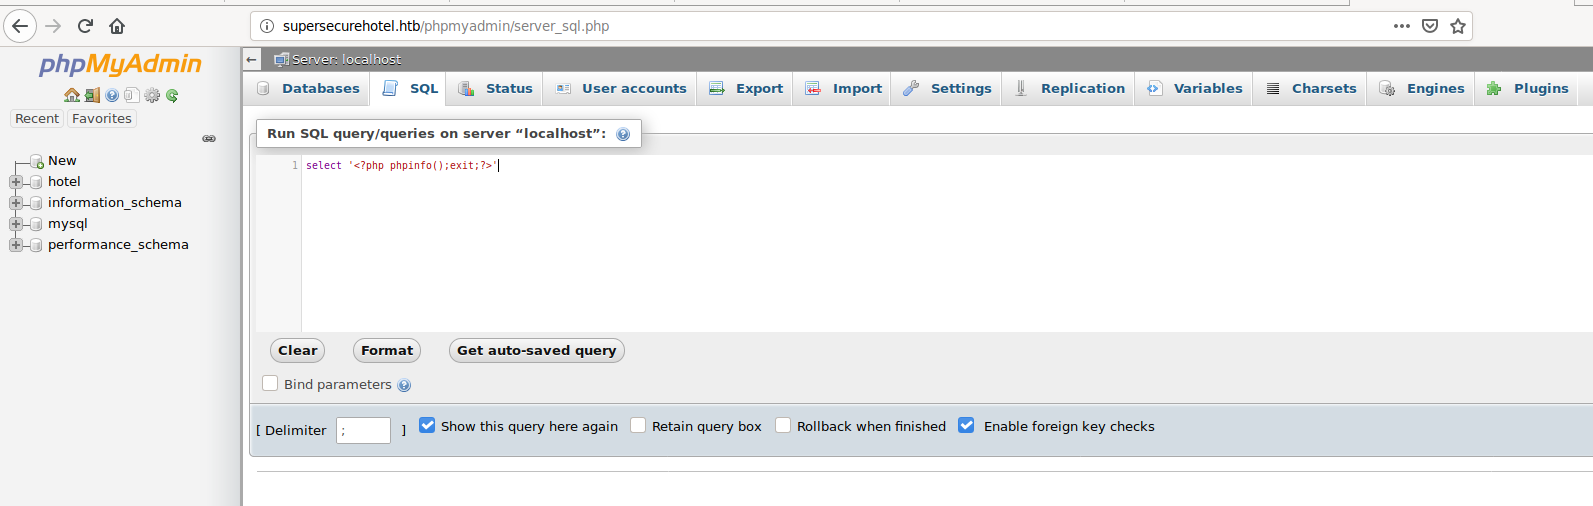 supersecurehotel.htb/phpmyadmin/server_sql.php
phpMyAdmin
Recent Favorites
New
hotel
information_schema
mysql
performance_schema
Server: localhost
Databases SQL Status User accounts Export Import Settings Replication Variables Charsets Engines Plugins
Run SQL query/queries on server “localhost”:
1 select '<?php phpinfo();exit;?>'
Clear Format Get auto-saved query
Bind parameters
[ Delimiter ; ] Show this query here again Retain query box Rollback when finished Enable foreign key checks